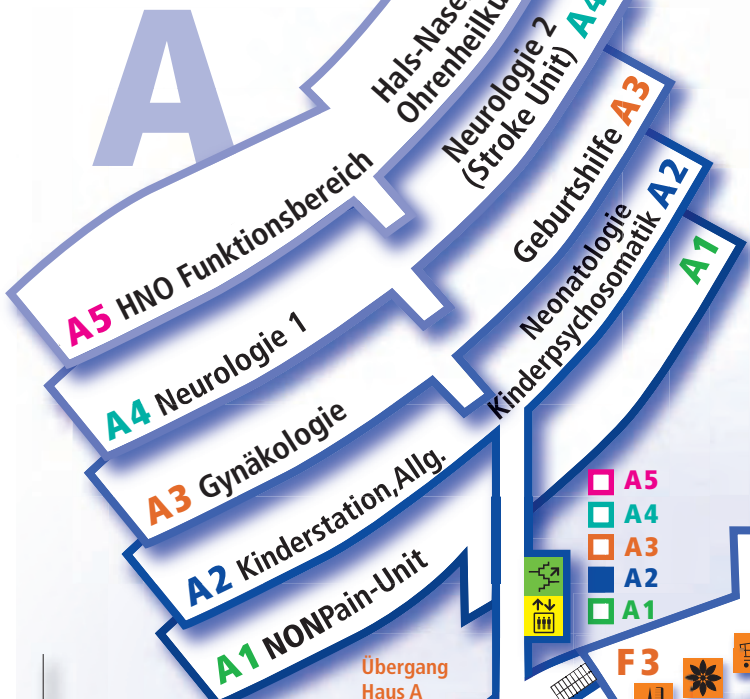 A
Hals-Nase
Ohrenheilku
A5 HNO Funktionsbereich
Neurologie 2
(Stroke Unit)
A4
A4 Neurologie 1
Geburtshilfe A3
A3 Gynäkologie
Neonatologie
Kinderpsychosomatik A2
A2 Kinderstation,Allg.
A1
A1 NONPain-Unit
A5
A4
A3
A2
A1
Übergang
Haus A
F3